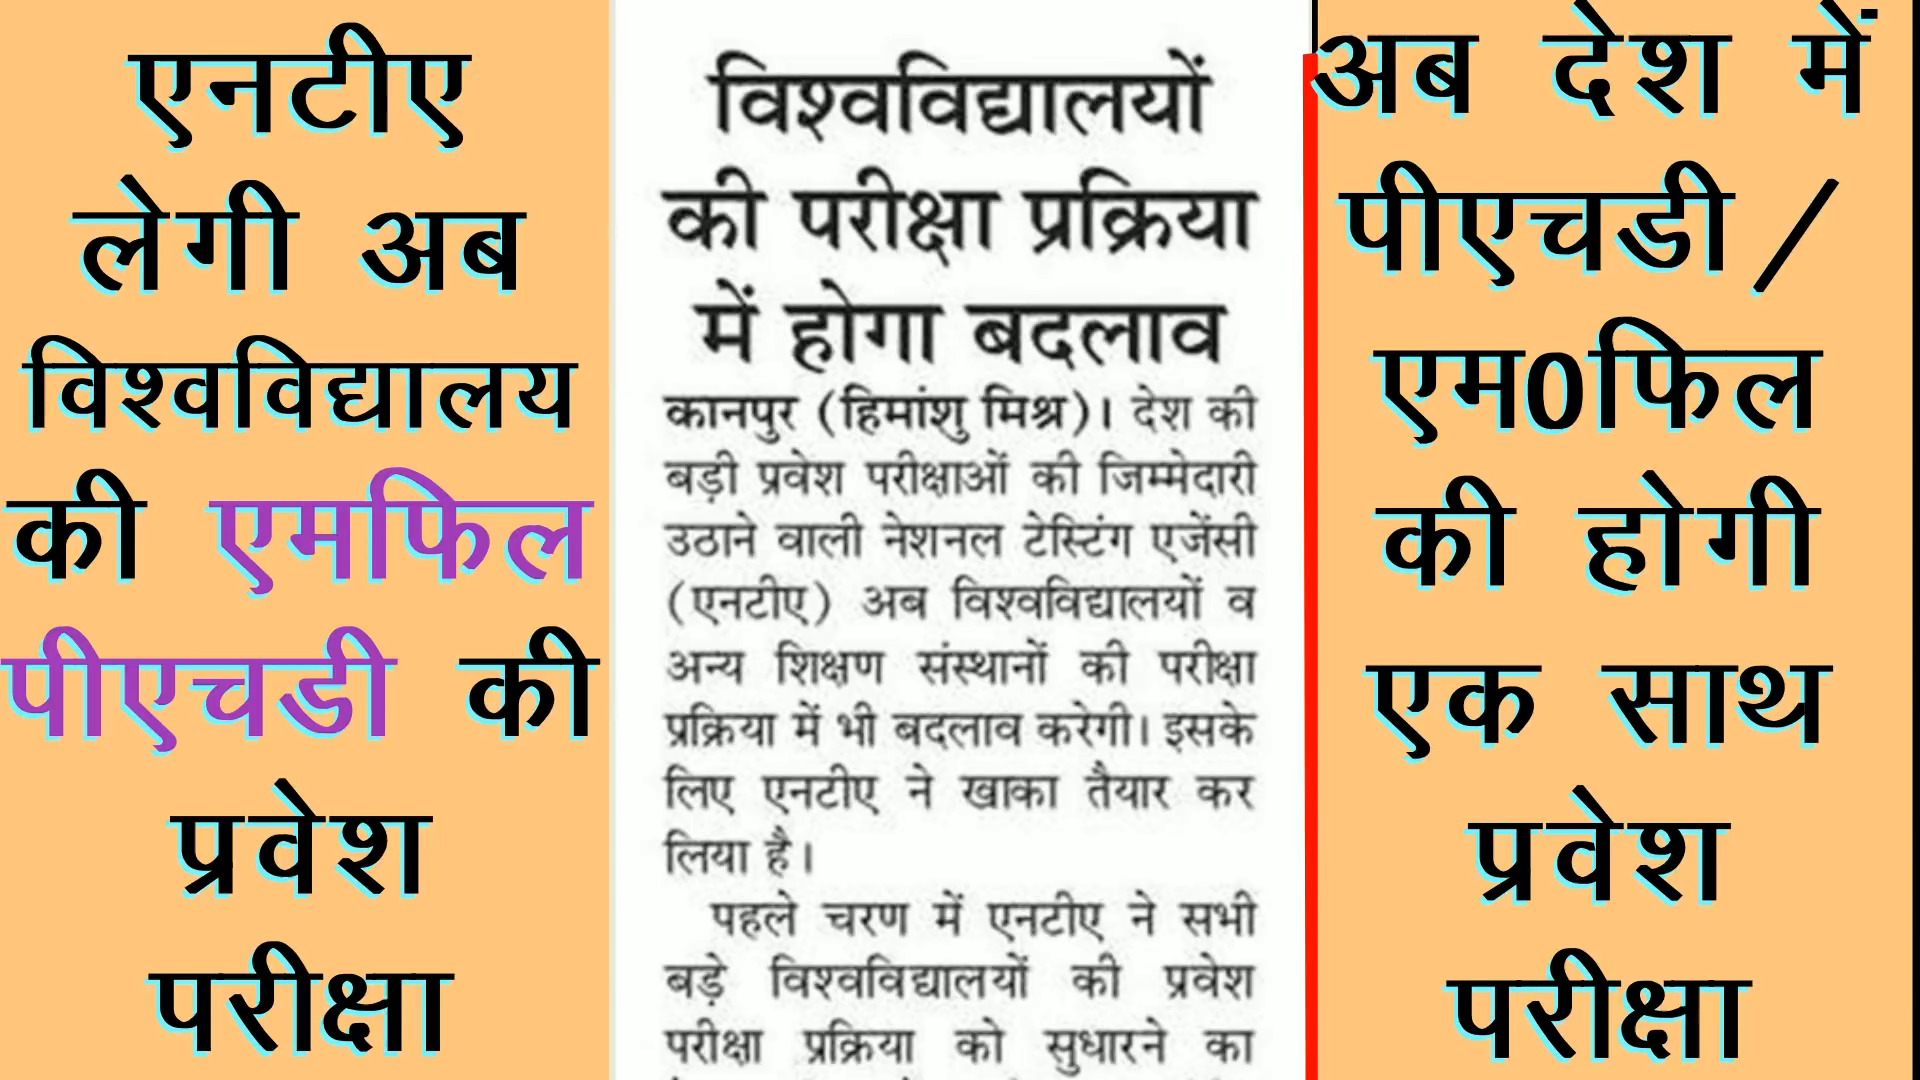 एनटीए
लेगी अब
विश्वविद्यालय
की एमफिल
पीएचडी की
प्रवेश
परीक्षा
विश्वविद्यालयों
की परीक्षा प्रक्रिया
में होगा बदलाव
कानपुर (हिमांशु मिश्र)। देश की
बड़ी प्रवेश परीक्षाओं की जिम्मेदारी
उठाने वाली नेशनल टेस्टिंग एजेंसी
(एनटीए) अब विश्वविद्यालयों व
अन्य शिक्षण संस्थानों की परीक्षा
प्रक्रिया में भी बदलाव करेगी। इसके
लिए एनटीए ने खाका तैयार कर
लिया है।
पहले चरण में एनटीए ने सभी
बड़े विश्वविद्यालयों की प्रवेश
परीक्षा प्रक्रिया को सुधारने का
अब देश में
पीएचडी/
एम0फिल
की होगी
एक साथ
प्रवेश
परीक्षा